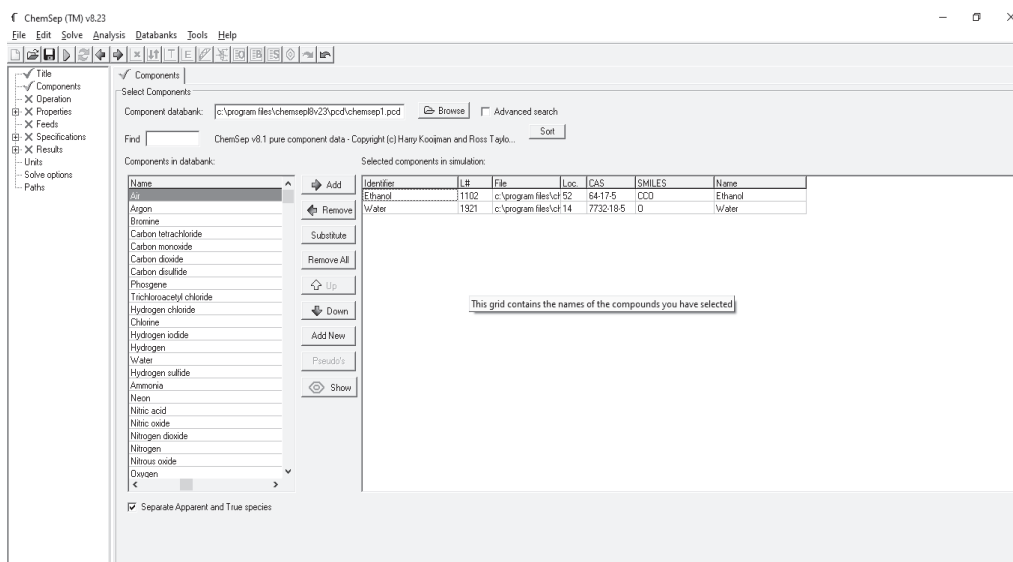 ChemSep (TM) v8.23
File Edit Solve Analysis Databanks Tools Help
Title
Components
Operation
Properties
Feeds
Specifications
Results
Units
Solve options
Paths
Components
Select Components
Component databank: c:\program files\chemsepl8v23\pcd\chemsep1.pcd Browse Advanced search
Find ChemSep v8.1 pure component data - Copyright (c) Harry Kooijman and Ross Taylo... Sort
Components in databank:
Name
Air
Argon
Bromine
Carbon tetrachloride
Carbon monoxide
Carbon dioxide
Carbon disulfide
Phosgene
Trichloroacetyl chloride
Hydrogen chloride
Chlorine
Hydrogen iodide
Hydrogen
Water
Hydrogen sulfide
Ammonia
Neon
Nitric acid
Nitric oxide
Nitrogen dioxide
Nitrogen
Nitrous oxide
Oxygen
Add
Remove
Substitute
Remove All
Up
Down
Add New
Pseudo's
Show
Selected components in simulation:
Identifier L# File Loc. CAS SMILES Name
Ethanol 1102 c:\program files\ch 52 64-17-5 CCO Ethanol
Water 1921 c:\program files\ch 14 7732-18-5 O Water
This grid contains the names of the compounds you have selected
Separate Apparent and True species